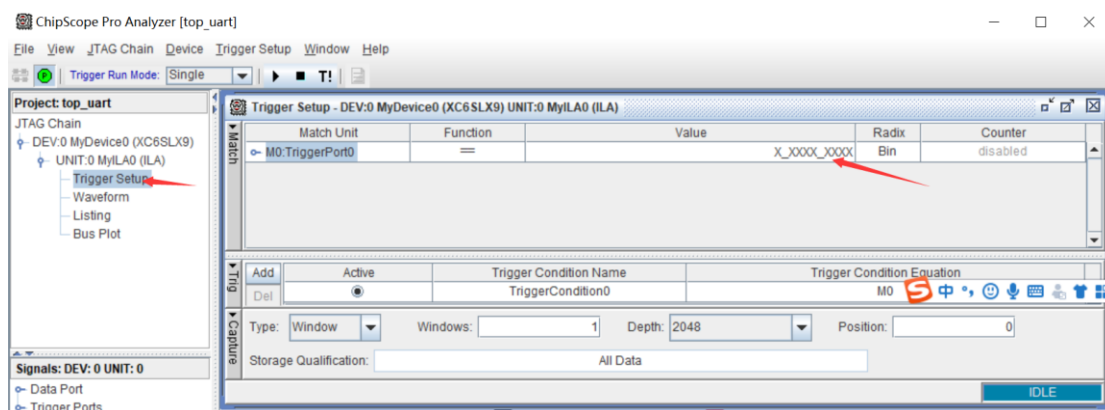 ChipScope Pro Analyzer [top_uart]
File View JTAG Chain Device Trigger Setup Window Help
Trigger Run Mode: Single T!
Project: top_uart
JTAG Chain
DEV:0 MyDevice0 (XC6SLX9)
UNIT:0 MyILA0 (ILA)
Trigger Setup
Waveform
Listing
Bus Plot
Signals: DEV: 0 UNIT: 0
Data Port
Trigger Ports
Trigger Setup - DEV:0 MyDevice0 (XC6SLX9) UNIT:0 MyILA0 (ILA)
Match
Match Unit Function Value Radix Counter
M0:TriggerPort0 == X_XXXX_XXXX Bin disabled
Trig
Add Active Trigger Condition Name Trigger Condition Equation
Del TriggerCondition0 M0
S 中
Capture
Type: Window Windows: 1 Depth: 2048 Position: 0
Storage Qualification: All Data
IDLE